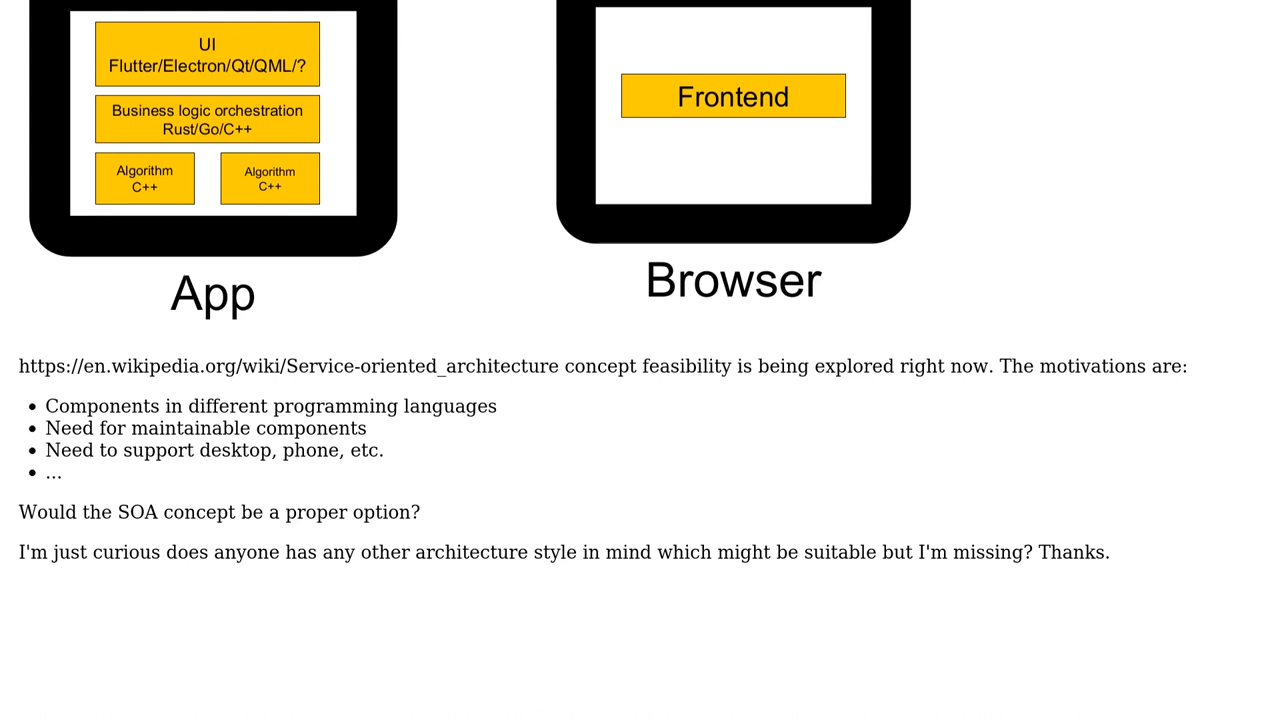 UI
Flutter/Electron/Qt/QML/?
Business logic orchestration
Rust/Go/C++
Algorithm
C++
Algorithm
C++
App
Frontend
Browser
https://en.wikipedia.org/wiki/Service-oriented_architecture concept feasibility is being explored right now. The motivations are:
• Components in different programming languages
• Need for maintainable components
• Need to support desktop, phone, etc.
• ...
Would the SOA concept be a proper option?
I'm just curious does anyone has any other architecture style in mind which might be suitable but I'm missing? Thanks.